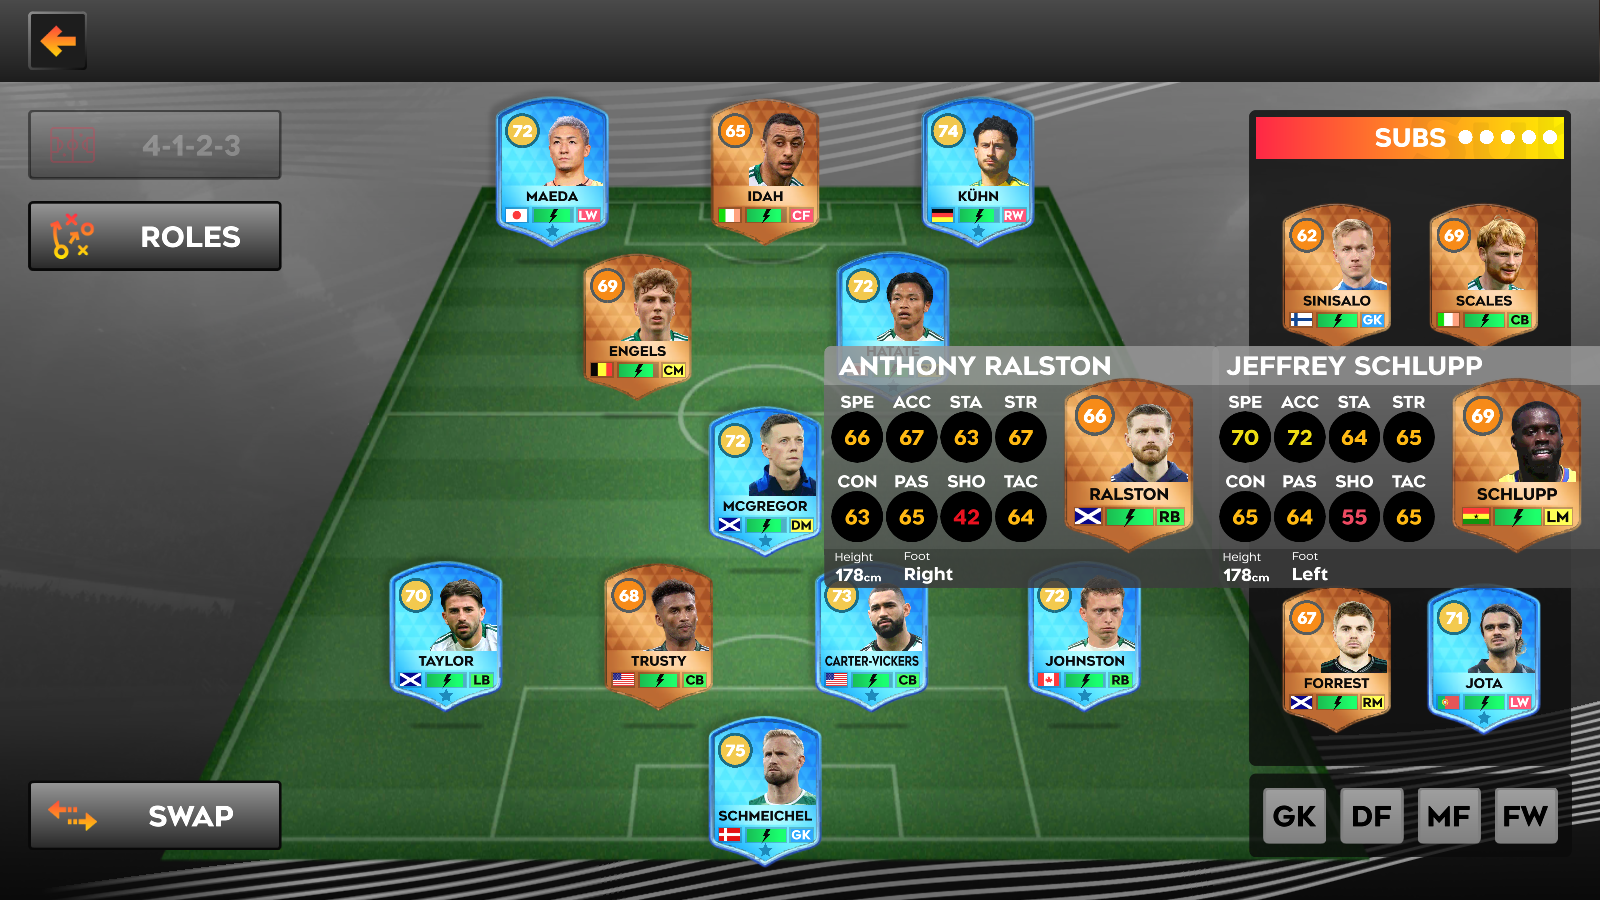 4-1-2-3
ROLES
SWAP
72
MAEDA
LW
65
IDAH
CF
74
KÜHN
RW
69
ENGELS
CM
72
HATATE
72
MCGREGOR
DM
70
TAYLOR
LB
68
TRUSTY
CB
73
CARTER-VICKERS
CB
72
JOHNSTON
RB
75
SCHMEICHEL
GK
SUBS
62
SINISALO
GK
69
SCALES
CB
ANTHONY RALSTON
SPE ACC STA STR
66 67 63 67
CON PAS SHO TAC
63 65 42 64
Height Foot
178cm Right
66
RALSTON
RB
JEFFREY SCHLUPP
SPE ACC STA STR
70 72 64 65
CON PAS SHO TAC
65 64 55 65
Height Foot
178cm Left
69
SCHLUPP
LM
67
FORREST
RM
71
JOTA
LW
GK DF MF FW